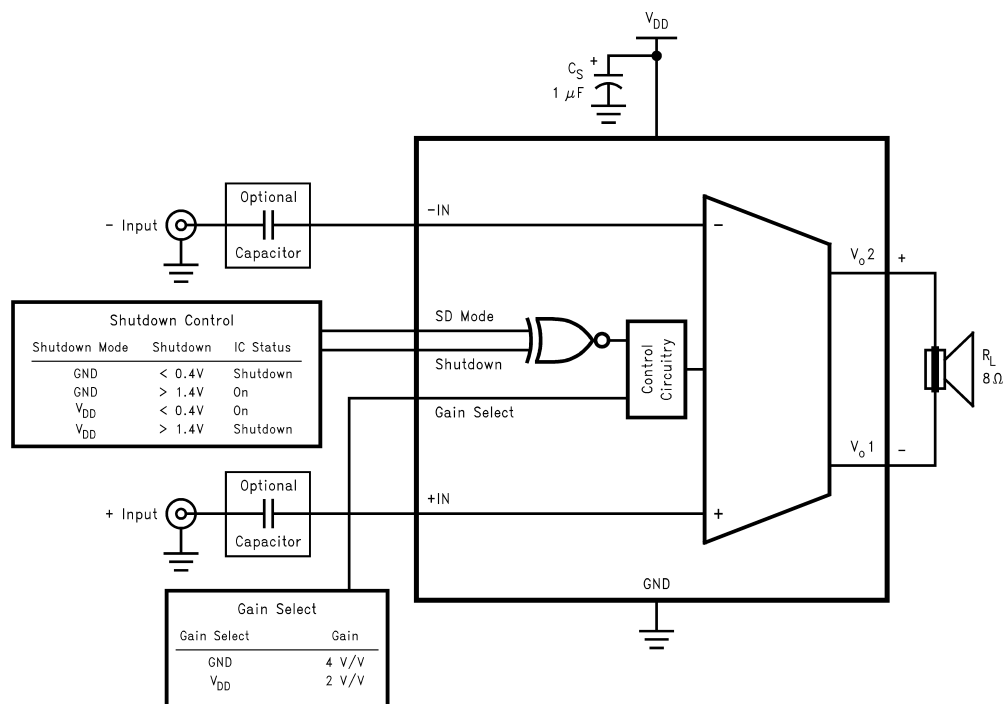 V_DD
C_S +
1 μF
Optional
Capacitor
- Input
-IN
-
V_o2 +
Shutdown Control
Shutdown Mode Shutdown IC Status
GND < 0.4V Shutdown
GND > 1.4V On
V_DD < 0.4V On
V_DD > 1.4V Shutdown
SD Mode
Shutdown
Gain Select
Control
Circuitry
R_L
8Ω
V_o1 -
Optional
Capacitor
+ Input
+IN
+
GND
Gain Select
Gain Select Gain
GND 4 V/V
V_DD 2 V/V